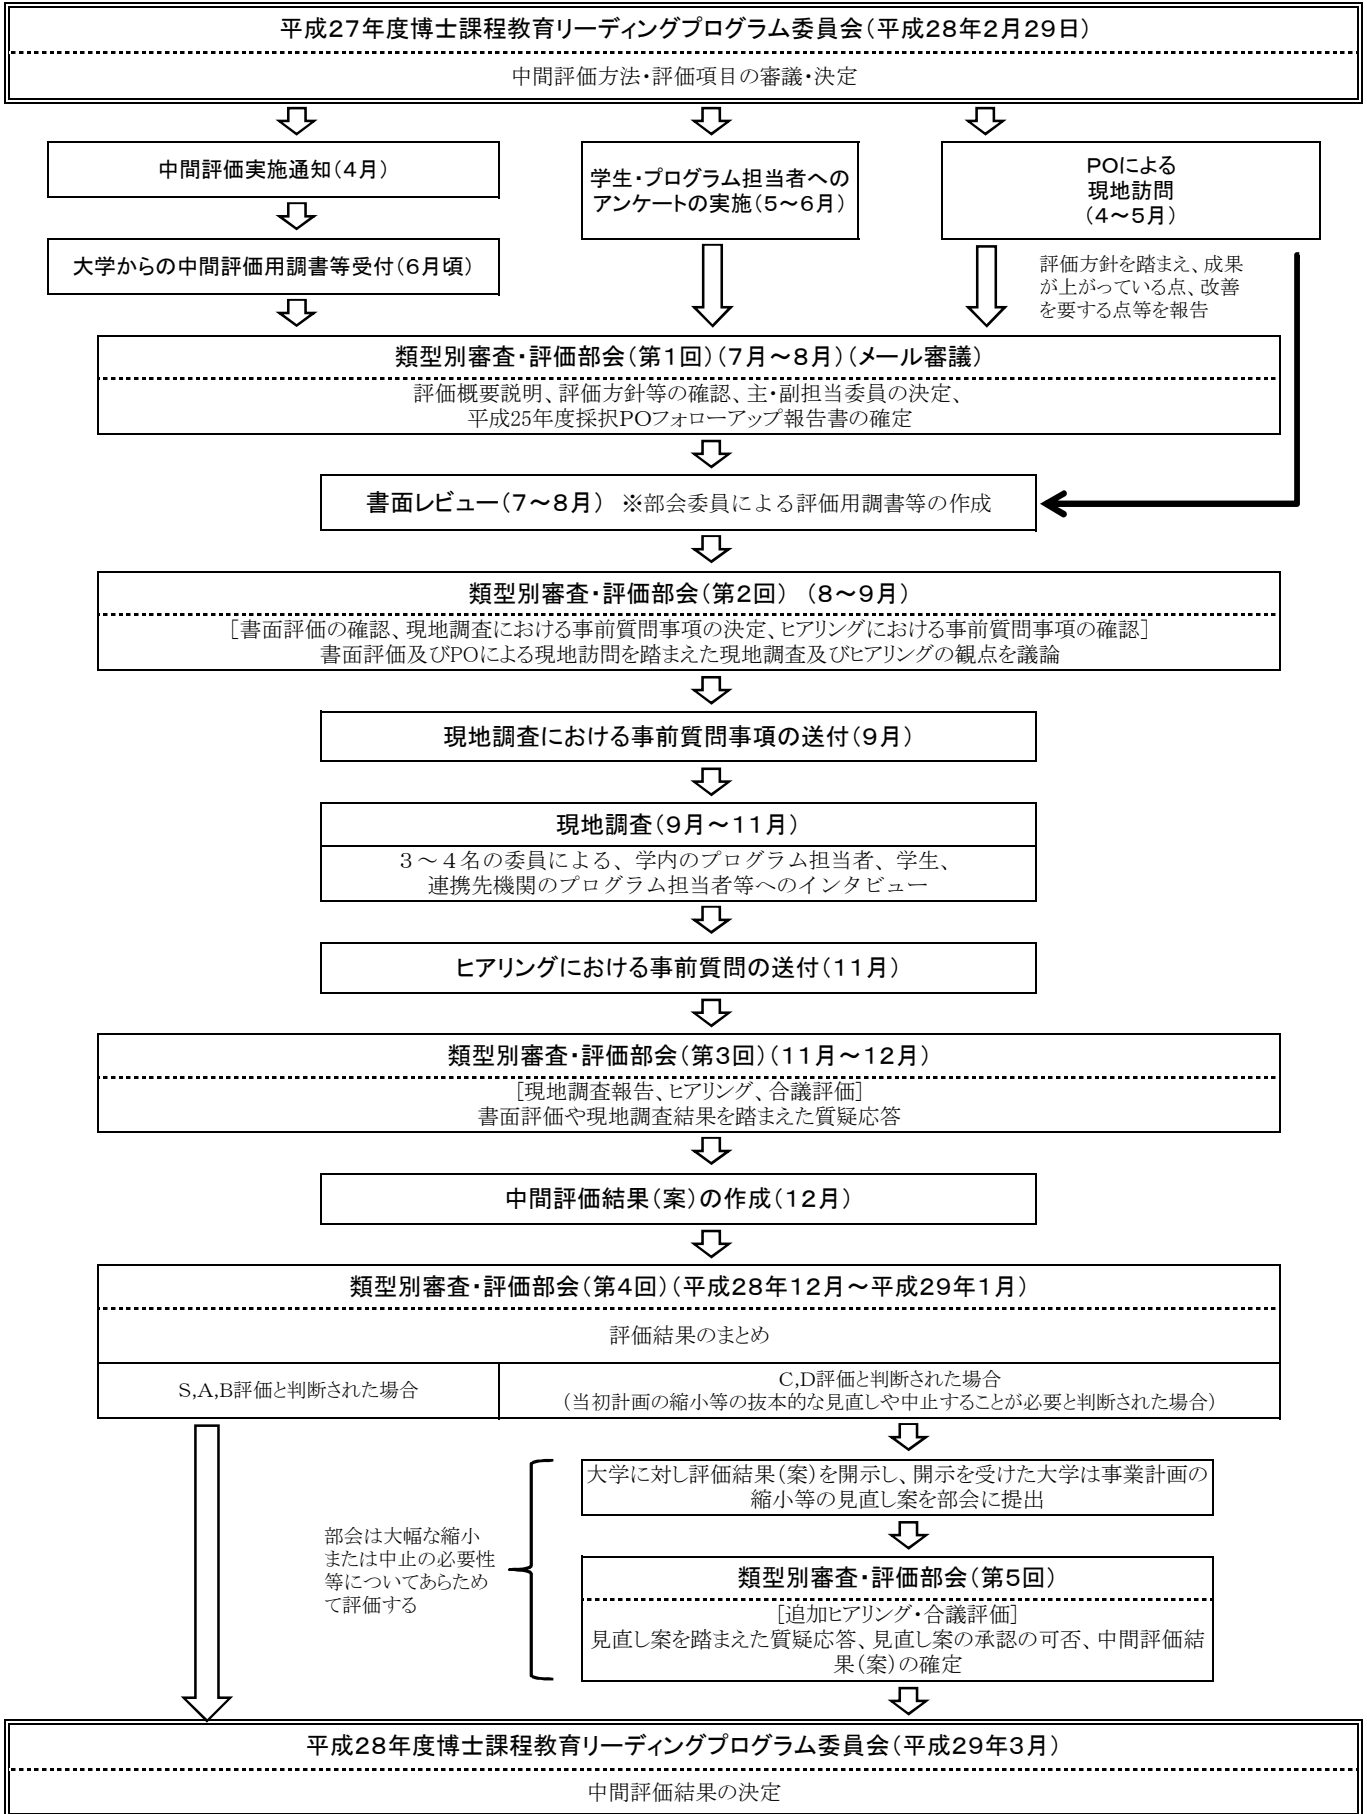 平成27年度博士課程教育リーディングプログラム委員会(平成28年2月29日)
中間評価方法・評価項目の審議・決定
中間評価実施通知(4月)
学生・プログラム担当者への
アンケートの実施(5～6月)
POによる
現地訪問
(4～5月)
大学からの中間評価用調書等受付(6月頃)
評価方針を踏まえ、成果
が上がっている点、改善
を要する点等を報告
類型別審査・評価部会(第1回)(7月～8月)(メール審議)
評価概要説明、評価方針等の確認、主・副担当委員の決定、
平成25年度採択POフォローアップ報告書の確定
書面レビュー(7～8月) ※部会委員による評価用調書等の作成
類型別審査・評価部会(第2回) (8～9月)
[書面評価の確認、現地調査における事前質問事項の決定、ヒアリングにおける事前質問事項の確認]
書面評価及びPOによる現地訪問を踏まえた現地調査及びヒアリングの観点を議論
現地調査における事前質問事項の送付(9月)
現地調査(9月～11月)
3～4名の委員による、学内のプログラム担当者、学生、
連携先機関のプログラム担当者等へのインタビュー
ヒアリングにおける事前質問の送付(11月)
類型別審査・評価部会(第3回)(11月～12月)
[現地調査報告、ヒアリング、合議評価]
書面評価や現地調査結果を踏まえた質疑応答
中間評価結果(案)の作成(12月)
類型別審査・評価部会(第4回)(平成28年12月～平成29年1月)
評価結果のまとめ
S,A,B評価と判断された場合
C,D評価と判断された場合
(当初計画の縮小等の抜本的な見直しや中止することが必要と判断された場合)
大学に対し評価結果(案)を開示し、開示を受けた大学は事業計画の
縮小等の見直し案を部会に提出
部会は大幅な縮小
または中止の必要性
等についてあらため
て評価する
類型別審査・評価部会(第5回)
[追加ヒアリング・合議評価]
見直し案を踏まえた質疑応答、見直し案の承認の可否、中間評価結
果(案)の確定
平成28年度博士課程教育リーディングプログラム委員会(平成29年3月)
中間評価結果の決定